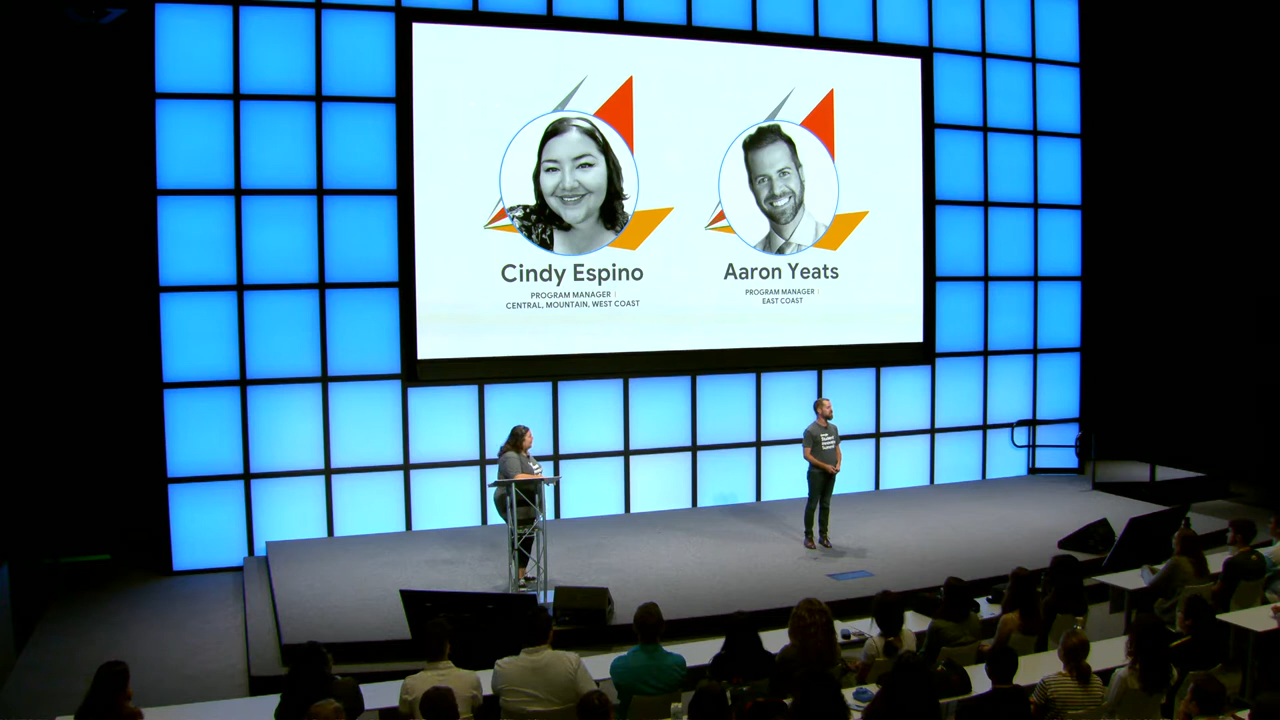 Cindy Espino
PROGRAM MANAGER |
CENTRAL, MOUNTAIN, WEST COAST
Aaron Yeats
PROGRAM MANAGER |
EAST COAST